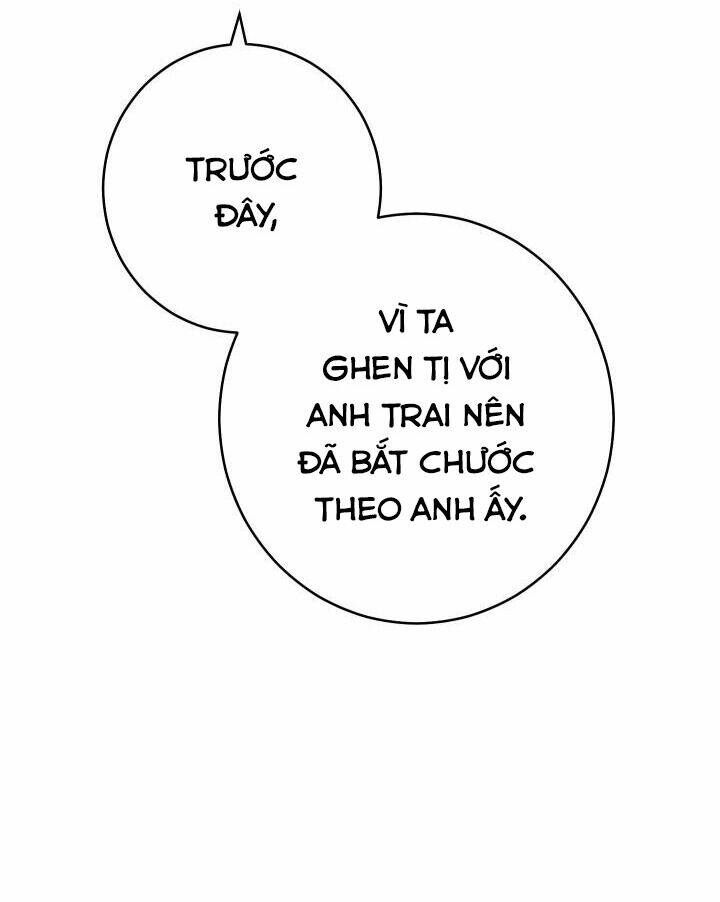 TRƯỚC
ĐÂY,
VÌ TA
GHEN TỊ VỚI
ANH TRAI NÊN
ĐÃ BẮT CHƯỚC
THEO ANH ẤY.